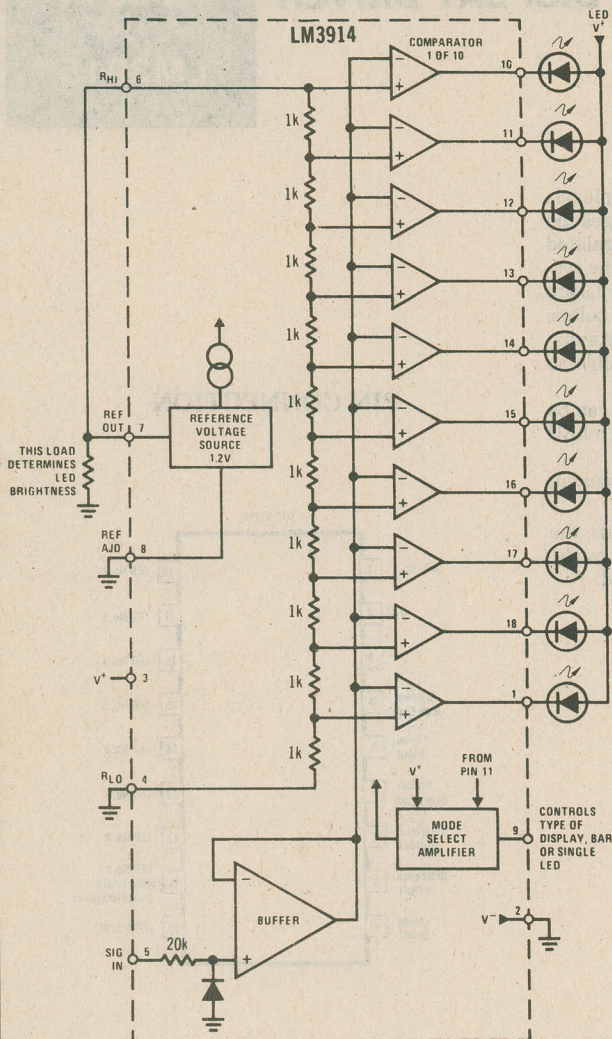 LED
V+
LM3914
COMPARATOR
1 OF 10
RHI
6
10
1k
11
1k
12
1k
13
1k
14
1k
15
REF
OUT
7
REFERENCE
VOLTAGE
SOURCE
1.2V
THIS LOAD
DETERMINES
LED
BRIGHTNESS
1k
16
REF
AJD
8
1k
17
1k
18
V+
3
1k
1
1k
RLO
4
V+
FROM
PIN 11
MODE
SELECT
AMPLIFIER
9
CONTROLS
TYPE OF
DISPLAY, BAR
OR SINGLE
LED
BUFFER
V−
2
SIG
IN
5
20k